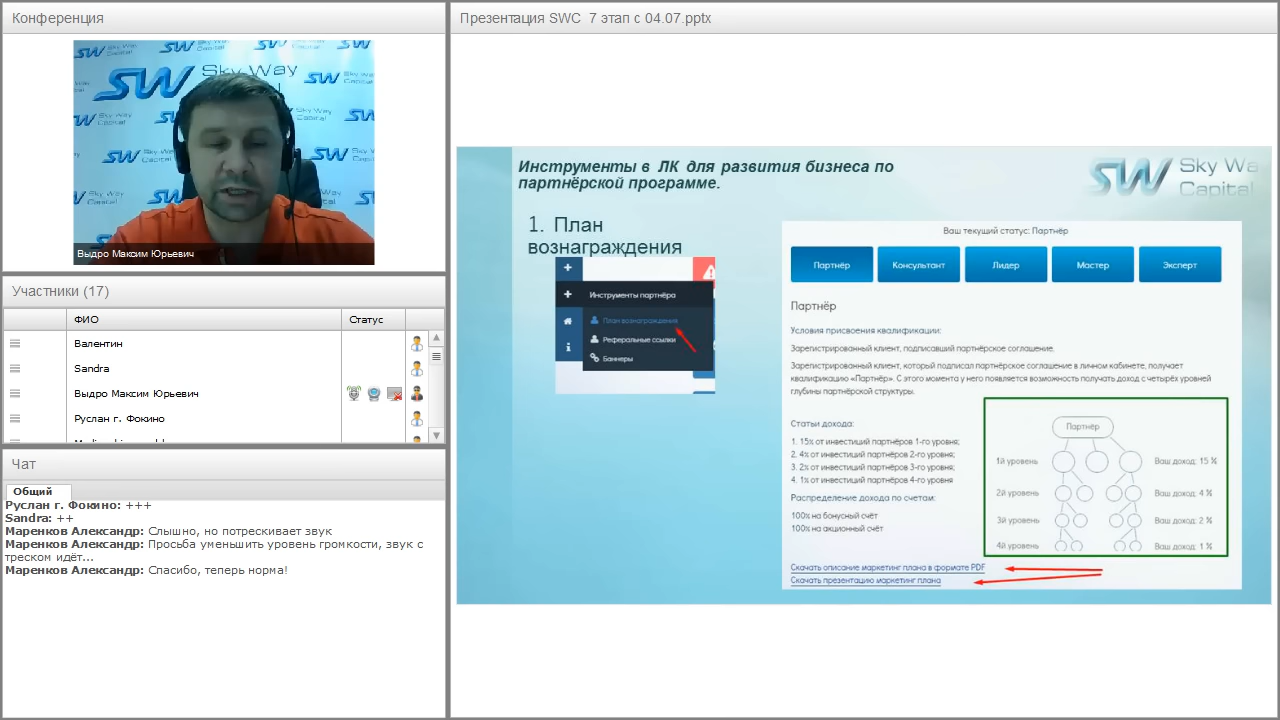 Конференция
Sky Way
Capital
Выдро Максим Юрьевич
Участники (17)
ФИО
Статус
Валентин
Sandra
Выдро Максим Юрьевич
Руслан г. Фокино
Чат
Общий
Руслан г. Фокино: +++
Sandra: ++
Маренков Александр: Слышно, но потрескивает звук
Маренков Александр: Просьба уменьшить уровень громкости, звук с
треском идёт...
Маренков Александр: Спасибо, теперь норма!
Презентация SWC 7 этап с 04.07.pptx
Инструменты в ЛК для развития бизнеса по
партнёрской программе.
SW Sky Wa
Capital
1. План
вознаграждения
Инструменты партнёра
План вознаграждения
Реферальные ссылки
Баннеры
Ваш текущий статус: Партнёр
Партнёр
Консультант
Лидер
Мастер
Эксперт
Партнёр
Условия присвоения квалификации:
Зарегистрированный клиент, подписавший партнёрское соглашение.
Зарегистрированный клиент, который подписал партнёрское соглашение в личном кабинете, получает
квалификацию «Партнёр». С этого момента у него появляется возможность получать доход с четырёх уровней
глубины партнёрской структуры.
Статьи дохода:
1. 15% от инвестиций партнёров 1-го уровня;
2. 4% от инвестиций партнёров 2-го уровня;
3. 2% от инвестиций партнёров 3-го уровня;
4. 1% от инвестиций партнёров 4-го уровня
Распределение дохода по счетам:
100% на бонусный счёт
100% на акционный счёт
Партнёр
1й уровень
Ваш доход: 15 %
2й уровень
Ваш доход: 4 %
3й уровень
Ваш доход: 2 %
4й уровень
Ваш доход: 1 %
Скачать описание маркетинг плана в формате PDF
Скачать презентацию маркетинг плана